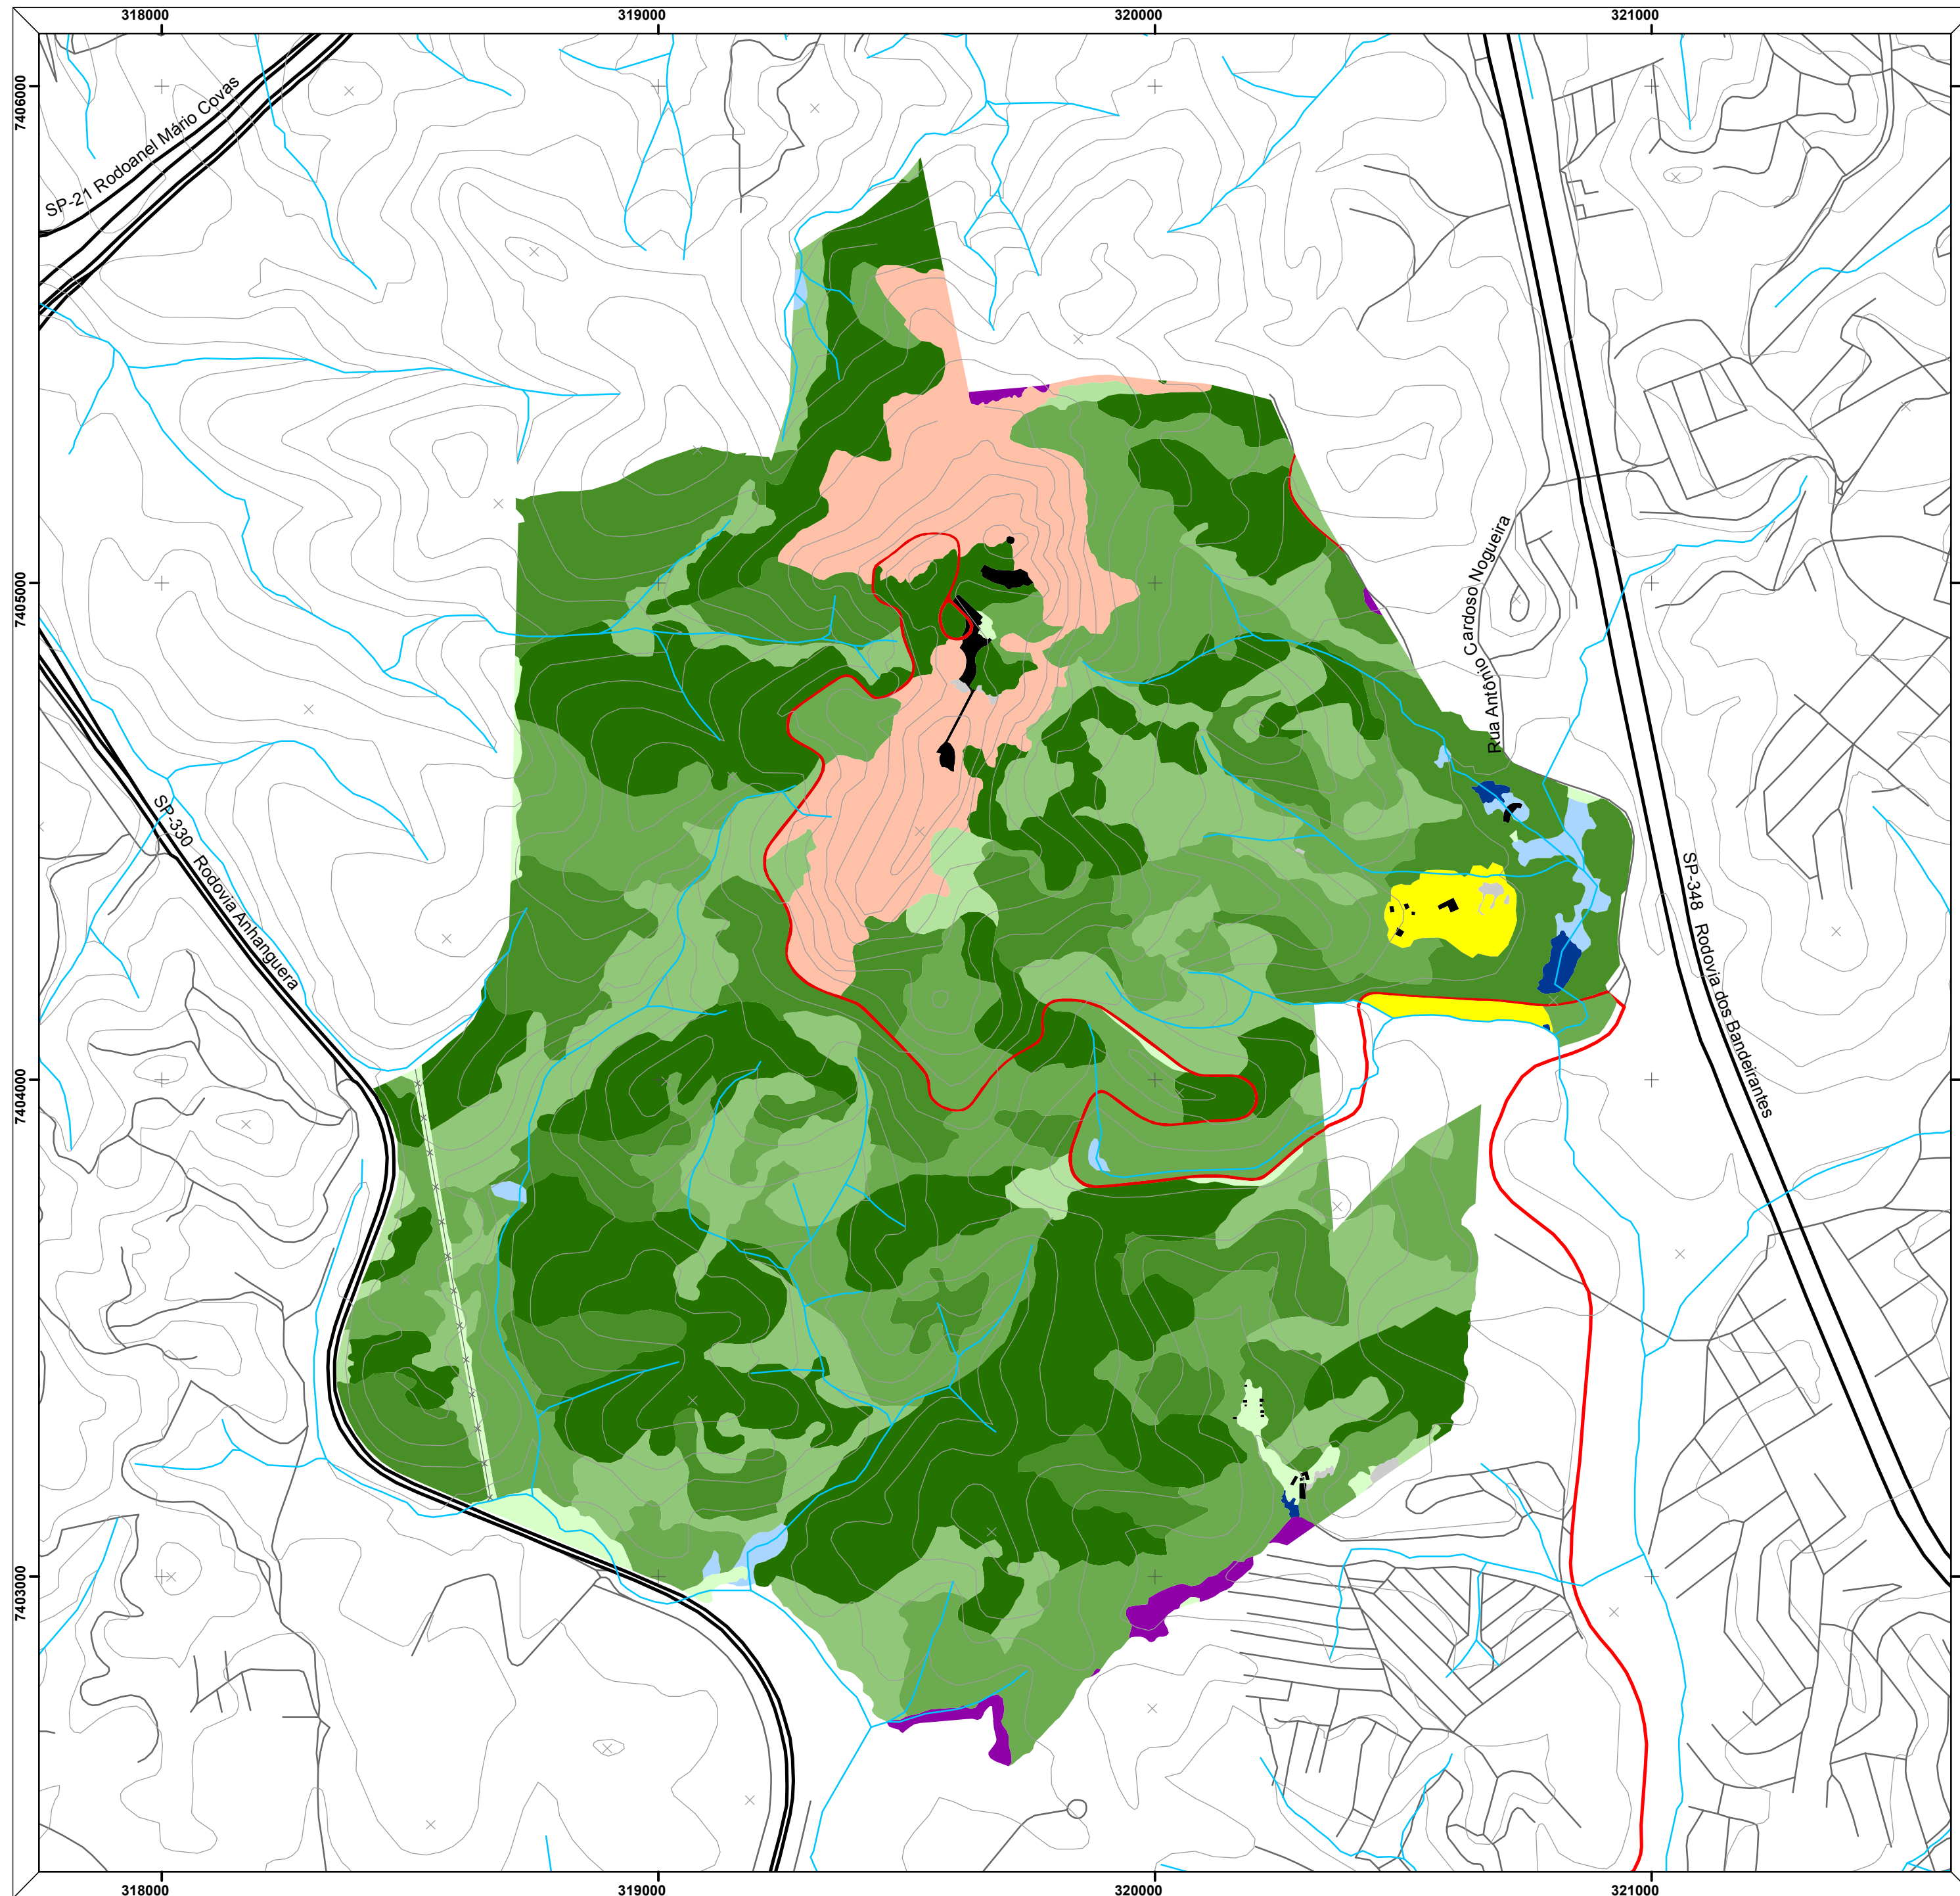 318000 319000 320000 321000
7406000
SP-21 Rodoanel Mário Covas
7405000
Rua Antônio Cardoso Nogueira
SP-330 Rodovia Anhanguera
SP-348 Rodovia dos Bandeirantes
7404000
7403000
318000 319000 320000 321000